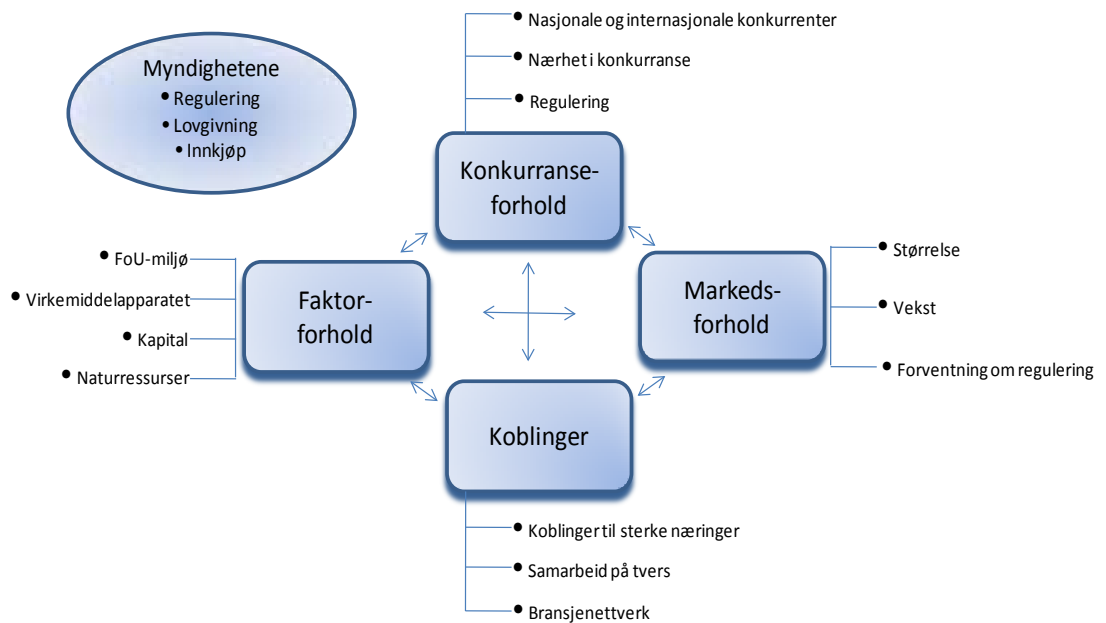 Myndighetene
• Regulering
• Lovgivning
• Innkjøp
• Nasjonale og internasjonale konkurrenter
• Nærhet i konkurranse
• Regulering
Konkurranse-
forhold
• FoU-miljø
• Virkemiddelapparatet
• Kapital
• Naturressurser
Faktor-
forhold
Markeds-
forhold
• Størrelse
• Vekst
• Forventning om regulering
Koblinger
• Koblinger til sterke næringer
• Samarbeid på tvers
• Bransjenettverk